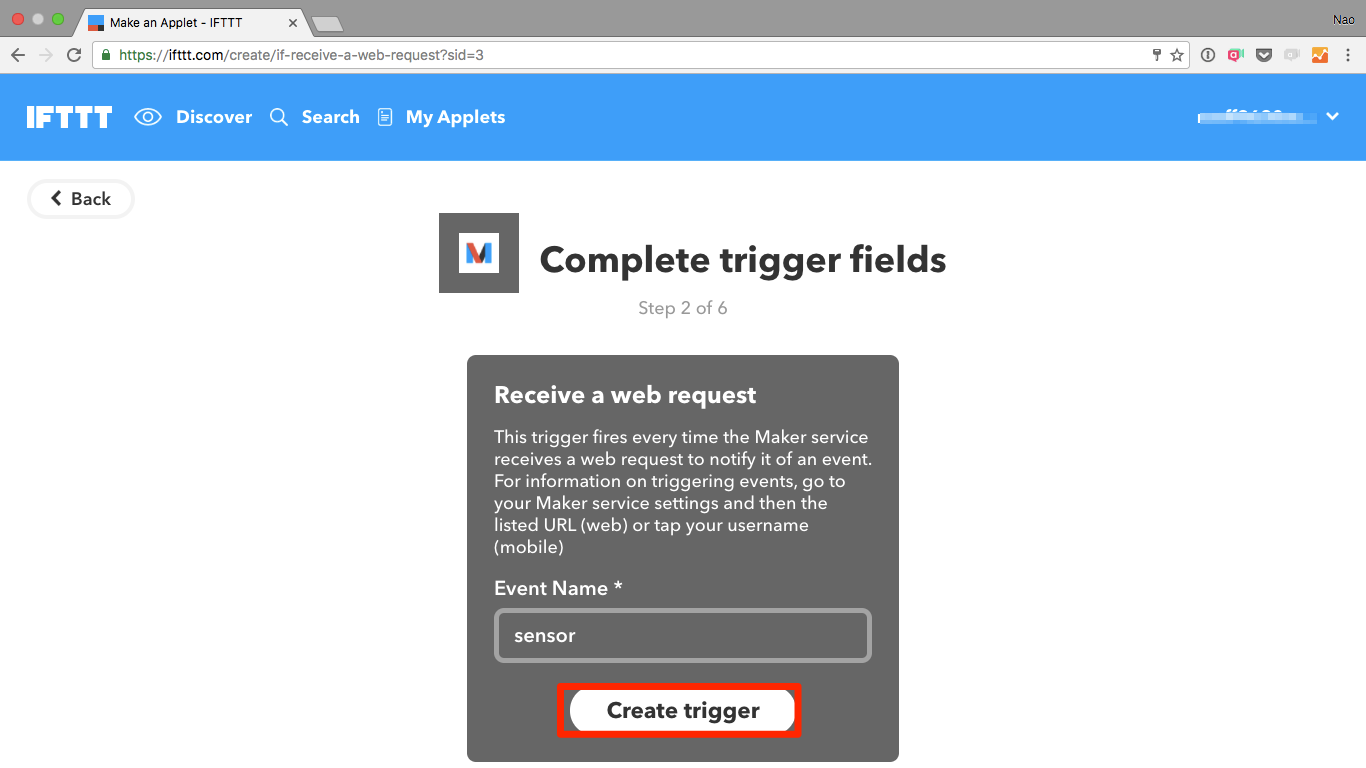 Make an Applet - IFTTT
Nao
https://ifttt.com/create/if-receive-a-web-request?sid=3
IFTTT Discover Search My Applets
Back
Complete trigger fields
Step 2 of 6
Receive a web request
This trigger fires every time the Maker service
receives a web request to notify it of an event.
For information on triggering events, go to
your Maker service settings and then the
listed URL (web) or tap your username
(mobile)
Event Name *
sensor
Create trigger